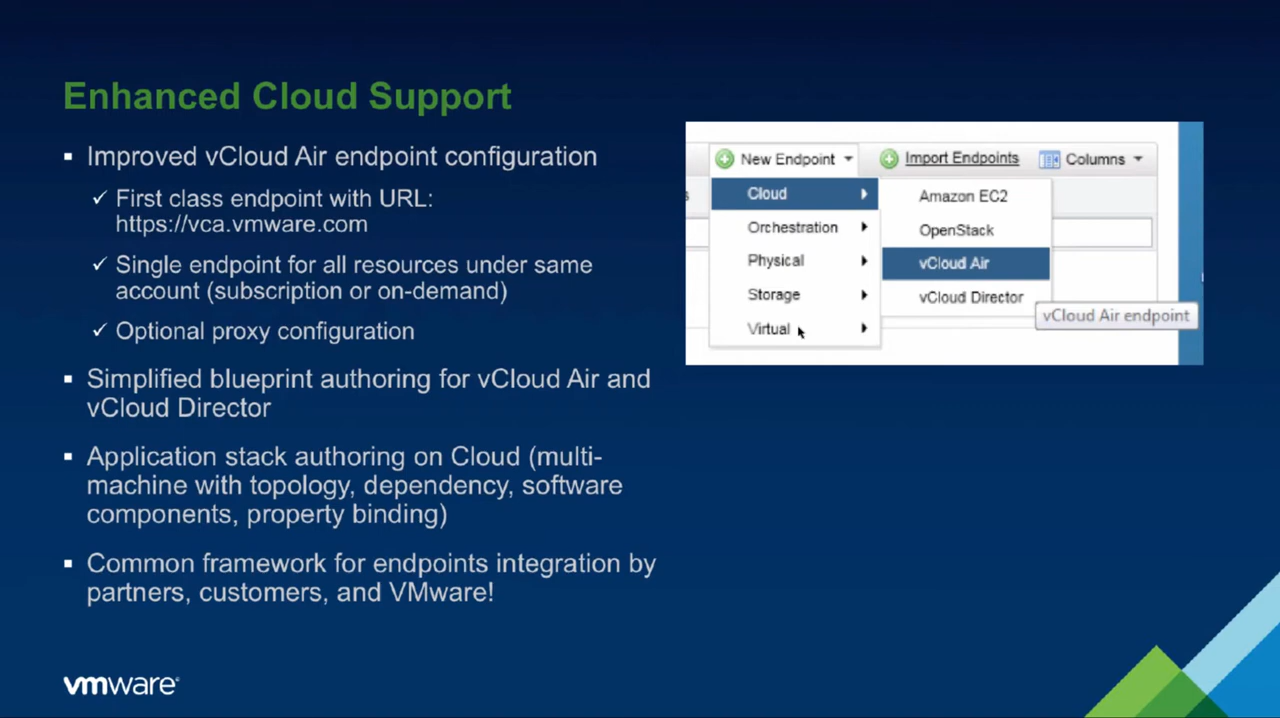 Enhanced Cloud Support
▪ Improved vCloud Air endpoint configuration
✓ First class endpoint with URL:
https://vca.vmware.com
✓ Single endpoint for all resources under same
account (subscription or on-demand)
✓ Optional proxy configuration
▪ Simplified blueprint authoring for vCloud Air and
vCloud Director
▪ Application stack authoring on Cloud (multi-
machine with topology, dependency, software
components, property binding)
▪ Common framework for endpoints integration by
partners, customers, and VMware!
New Endpoint Import Endpoints Columns
s
Cloud
Orchestration
Physical
Storage
Virtual
Amazon EC2
OpenStack
vCloud Air
vCloud Director
vCloud Air endpoint
vmware